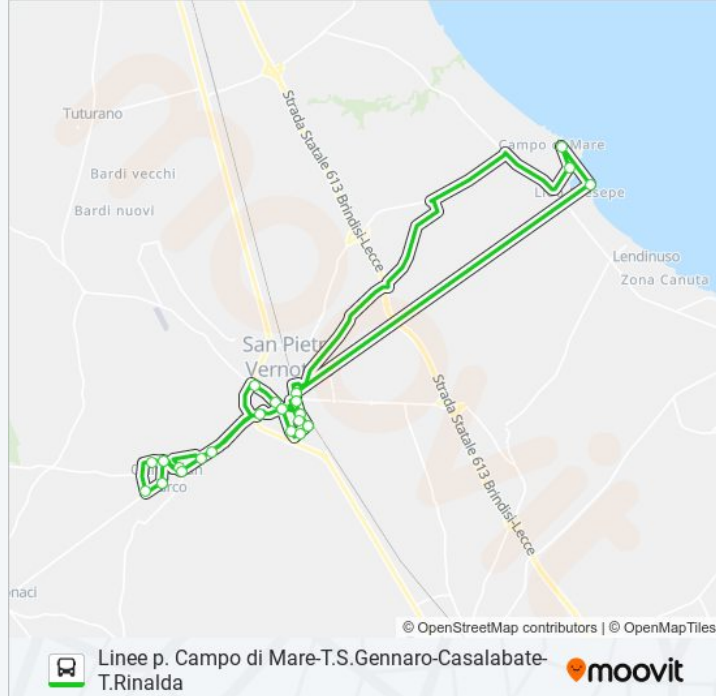 Tuturano
Strada Statale 613 Brindisi-Lecce
Campo di Mare
Bardi vecchi
Bardi nuovi
Lendinuso
Zona Canuta
San Pietro
Strada Statale 613 Brindisi-Lecce
© OpenStreetMap contributors | © OpenMapTiles
Linee p. Campo di Mare-T.S.Gennaro-Casalabate-
T.Rinalda
moovit